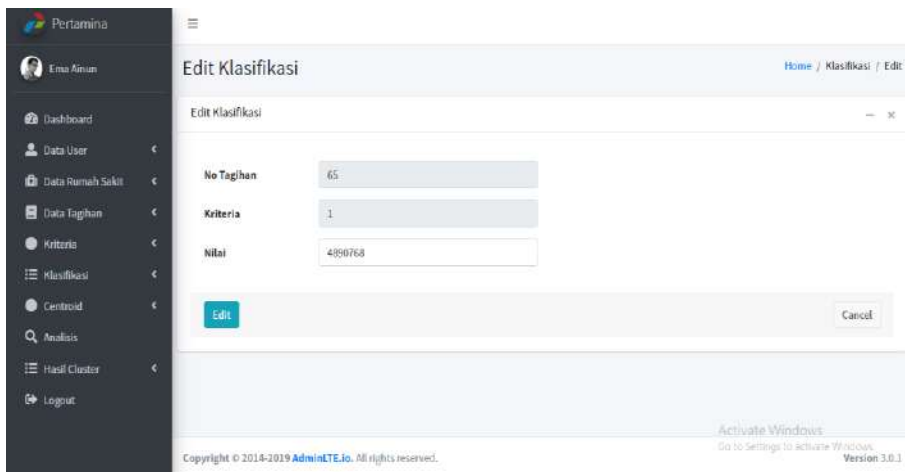 Pertamina
Ema Ainun
Dashboard
Data User
Data Rumah Sakit
Data Tagihan
Kriteria
Klasifikasi
Centroid
Analisis
Hasil Cluster
Logout
Edit Klasifikasi
Home / Klasifikasi / Edit
Edit Klasifikasi
No Tagihan
65
Kriteria
1
Nilai
4890768
Edit
Cancel
Activate Windows
Go to Settings to activate Windows.
Copyright © 2014-2019 AdminLTE.io. All rights reserved.
Version 3.0.1